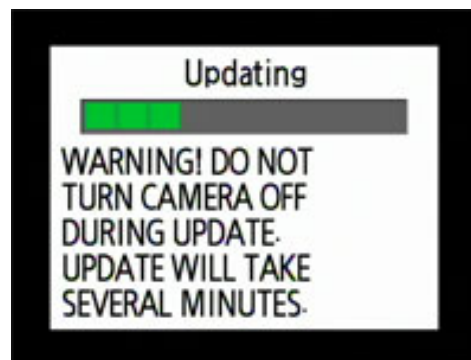 Updating
WARNING! DO NOT
TURN CAMERA OFF
DURING UPDATE.
UPDATE WILL TAKE
SEVERAL MINUTES.